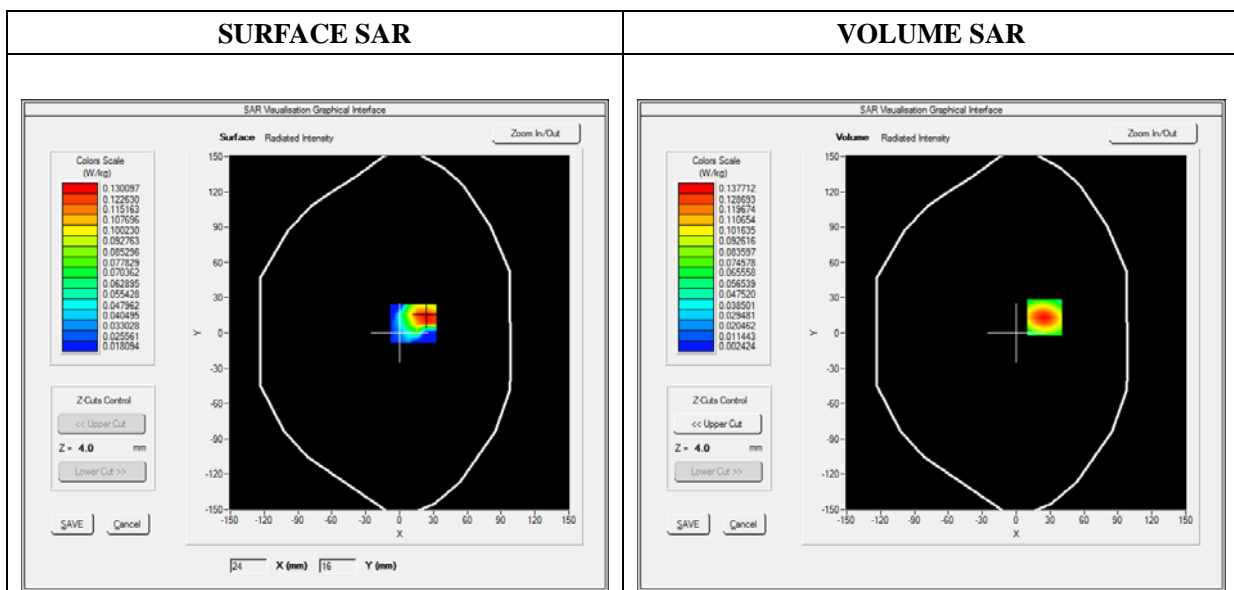 SURFACE SAR
VOLUME SAR
SAR Visualisation Graphical Interface
Surface Radiated Intensity
Zoom In/Out
Colors Scale
(W/kg)
0.130097
0.122630
0.115163
0.107696
0.100230
0.092763
0.085296
0.077829
0.070362
0.062895
0.055428
0.047962
0.040495
0.033028
0.025561
0.018094
Z-Cuts Control
<< Upper Cut
Z = 4.0 mm
Lower Cut >>
SAVE Cancel
150
120
90
60
30
0
-30
-60
-90
-120
-150
Y
-150 -120 -90 -60 -30 0 30 60 90 120 150
X
24 X (mm) 16 Y (mm)
SAR Visualisation Graphical Interface
Volume Radiated Intensity
Zoom In/Out
Colors Scale
(W/kg)
0.137712
0.128693
0.119674
0.110654
0.101635
0.092616
0.083597
0.074578
0.065558
0.056539
0.047520
0.038501
0.029481
0.020462
0.011443
0.002424
Z-Cuts Control
<< Upper Cut
Z = 4.0 mm
Lower Cut >>
SAVE Cancel
150
120
90
60
30
0
-30
-60
-90
-120
-150
Y
-150 -120 -90 -60 -30 0 30 60 90 120 150
X